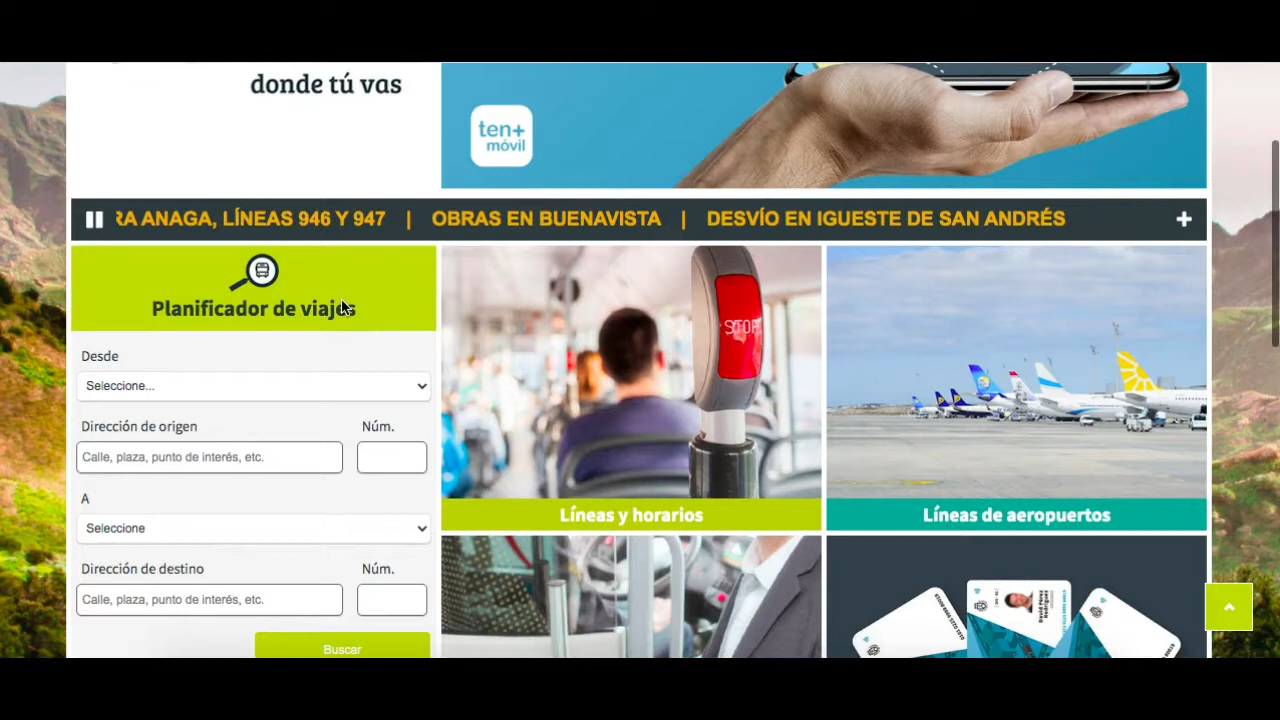 donde tú vas
ten+
móvil
RA ANAGA, LÍNEAS 946 Y 947 | OBRAS EN BUENAVISTA | DESVÍO EN IGUESTE DE SAN ANDRÉS
Planificador de viajes
Desde
Seleccione...
Dirección de origen Núm.
Calle, plaza, punto de interés, etc.
A
Seleccione
Dirección de destino Núm.
Calle, plaza, punto de interés, etc.
Buscar
STOP
Líneas y horarios
Líneas de aeropuertos